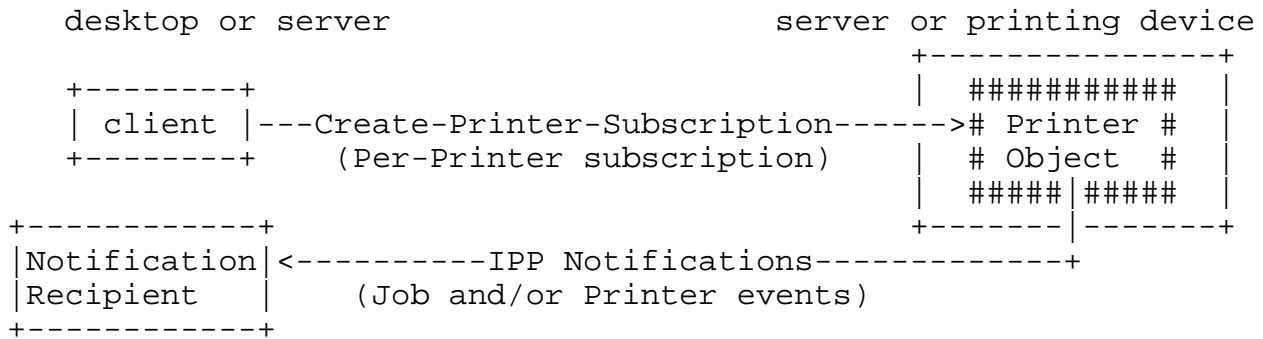 desktop or server                    server or printing device
                                                +---------------+
   +--------+                                   |  ###########  |
   | client |---Create-Printer-Subscription------># Printer #   |
   +--------+    (Per-Printer subscription)     |  # Object  #  |
                                                |  #####|#####  |
+------------+                                  +-------|-------+
|Notification|<----------IPP Notifications-------------+
|Recipient   |    (Job and/or Printer events)
+------------+